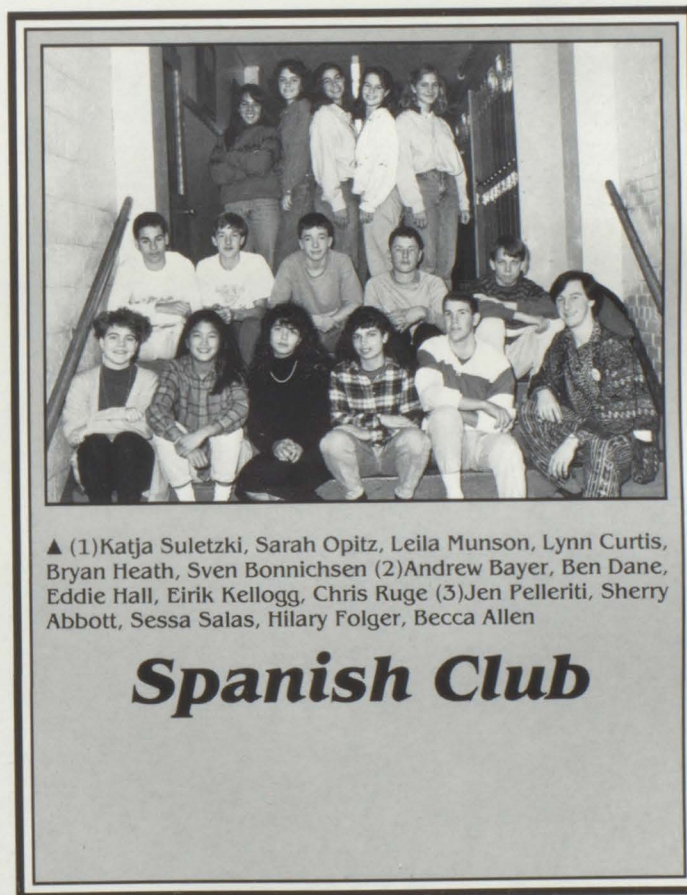 ▲ (1)Katja Suletzki, Sarah Opitz, Leila Munson, Lynn Curtis,
Bryan Heath, Sven Bonnichsen (2)Andrew Bayer, Ben Dane,
Eddie Hall, Eirik Kellogg, Chris Ruge (3)Jen Pelleriti, Sherry
Abbott, Sessa Salas, Hilary Folger, Becca Allen
Spanish Club